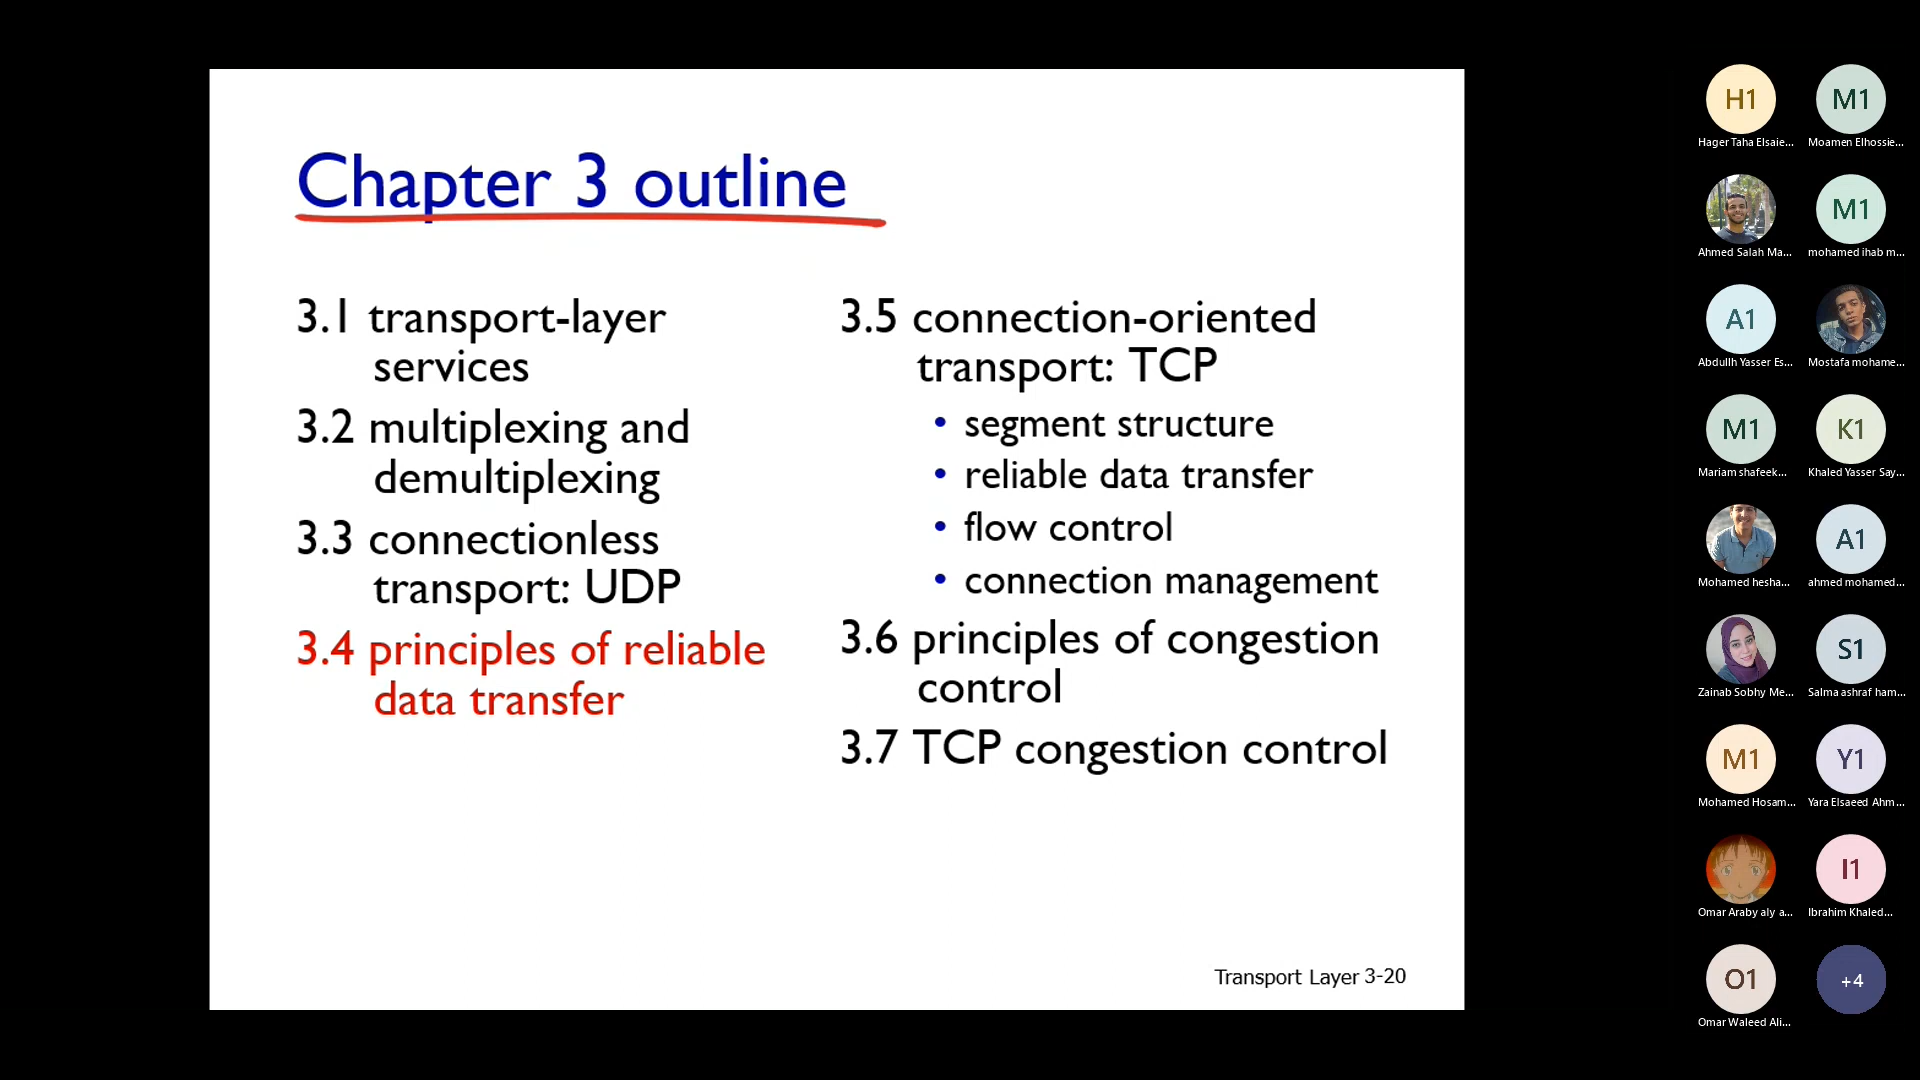 Chapter 3 outline
3.1 transport-layer
services
3.2 multiplexing and
demultiplexing
3.3 connectionless
transport: UDP
3.4 principles of reliable
data transfer
3.5 connection-oriented
transport: TCP
• segment structure
• reliable data transfer
• flow control
• connection management
3.6 principles of congestion
control
3.7 TCP congestion control
Transport Layer 3-20
H1
Hager Taha Elsaie...
M1
Moamen Elhossie...
Ahmed Salah Ma...
M1
mohamed ihab m...
A1
Abdullh Yasser Es...
Mostafa mohame...
M1
Mariam shafeek...
K1
Khaled Yasser Say...
Mohamed hesha...
A1
ahmed mohamed...
Zainab Sobhy Me...
S1
Salma ashraf ham...
M1
Mohamed Hosam...
Y1
Yara Elsaeed Ahm...
Omar Araby aly a...
I1
Ibrahim Khaled...
O1
Omar Waleed Ali...
+4